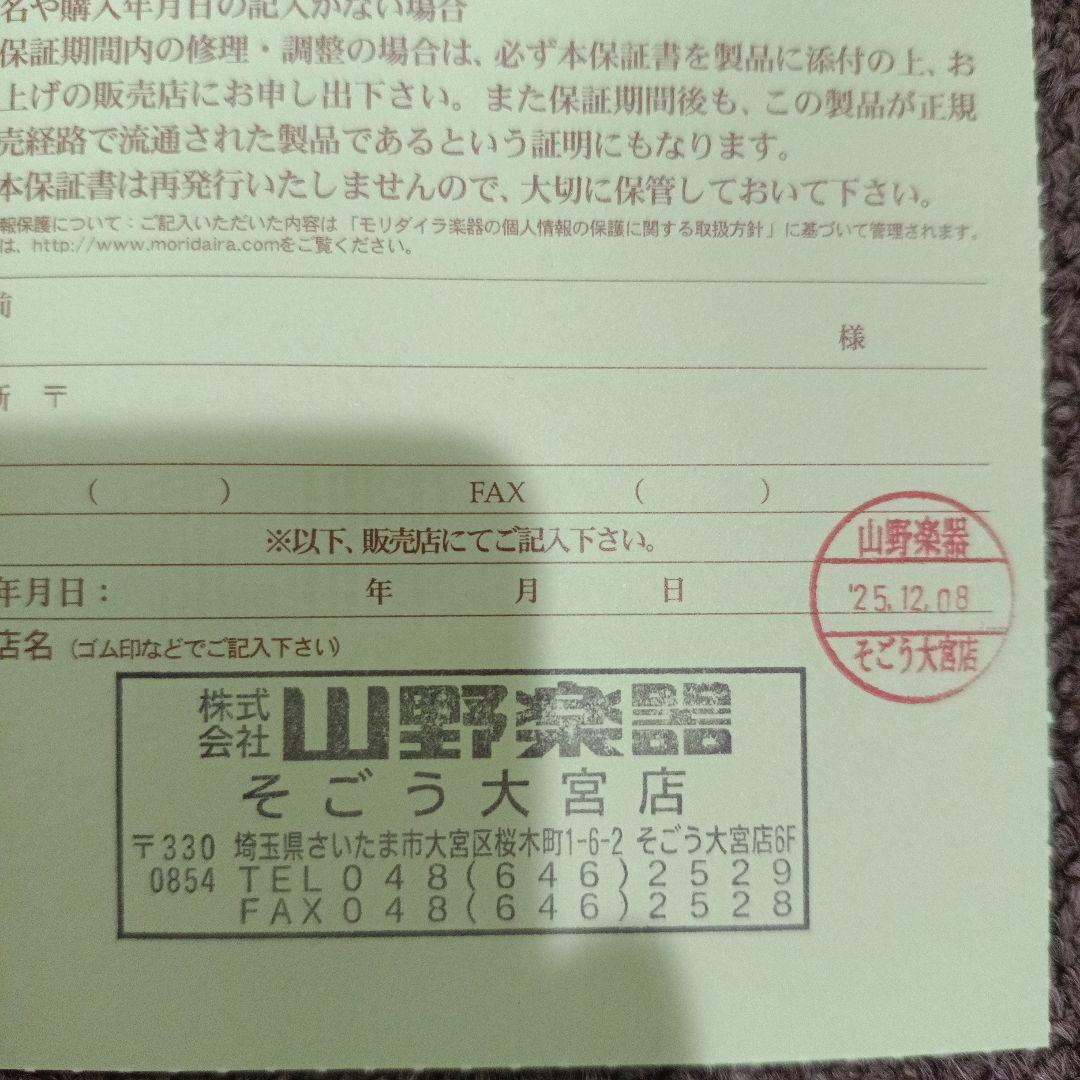 名や購入年月日の記入がない場合
保証期間内の修理・調整の場合は、必ず本保証書を製品に添付の上、お
上げの販売店にお申し出下さい。また保証期間後も、この製品が正規
売経路で流通された製品であるという証明にもなります。
本保証書は再発行いたしませんので、大切に保管しておいて下さい。
報保護について:ご記入いただいた内容は「モリダイラ楽器の個人情報の保護に関する取扱方針」に基づいて管理されます。
は、http://www.moridaira.comをご覧ください。
前
様
所 〒
( ) FAX ( )
※以下、販売店にてご記入下さい。
年月日: 年 月 日
店名(ゴム印などでご記入下さい)
山野楽器
'25.12.08
そごう大宮店
株式会社 山野楽器
そごう大宮店
〒330 埼玉県さいたま市大宮区桜木町1-6-2 そごう大宮店6F
0854 TEL048(646)2529
FAX048(646)2528